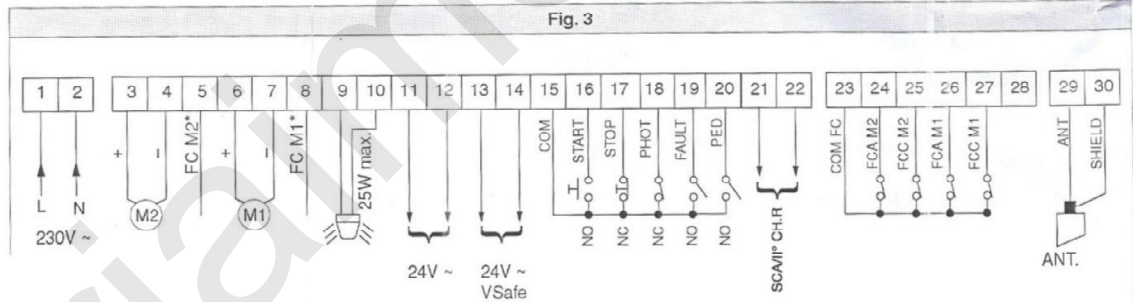 Fig. 3
1 2 3 4 5 6 7 8 9 10 11 12 13 14 15 16 17 18 19 20 21 22 23 24 25 26 27 28 29 30
L N
230V ~
+ -
M2
FC M2*
+ -
M1
FC M1*
25W max.
24V ~
24V ~
VSafe
COM
START
STOP
PHOT
FAULT
PED
NO NC NC NO NO
SCA/II° CH.R
COM FC
FCA M2
FCC M2
FCA M1
FCC M1
ANT
SHIELD
ANT.